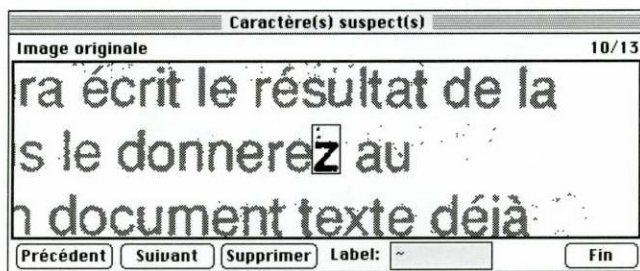 Caractère(s) suspect(s)
Image originale 10/13
ra écrit le résultat de la
s le donnerez au
n document texte déjà
Précédent Suivant Supprimer Label: ~ Fin